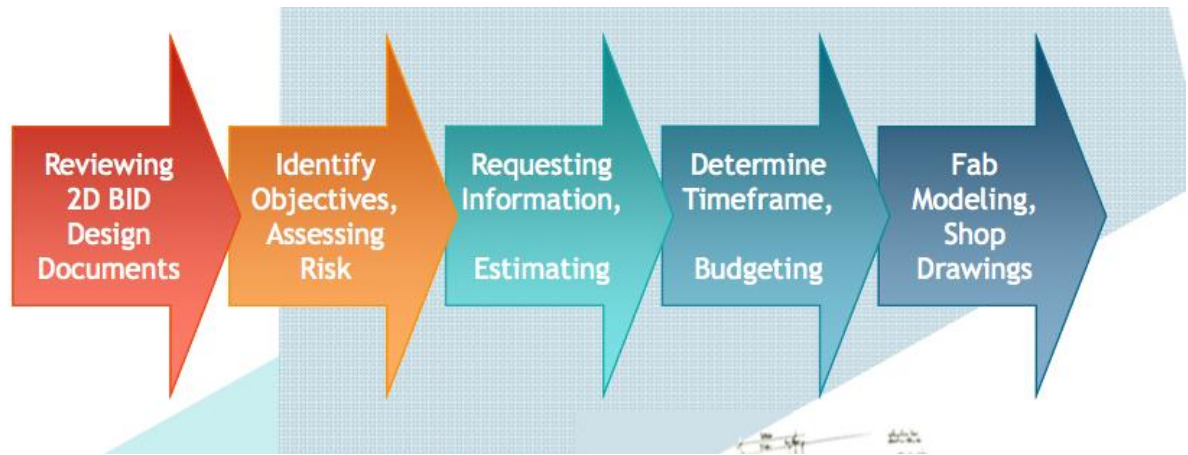 Reviewing
2D BID
Design
Documents
Identify
Objectives,
Assessing
Risk
Requesting
Information,
Estimating
Determine
Timeframe,
Budgeting
Fab
Modeling,
Shop
Drawings